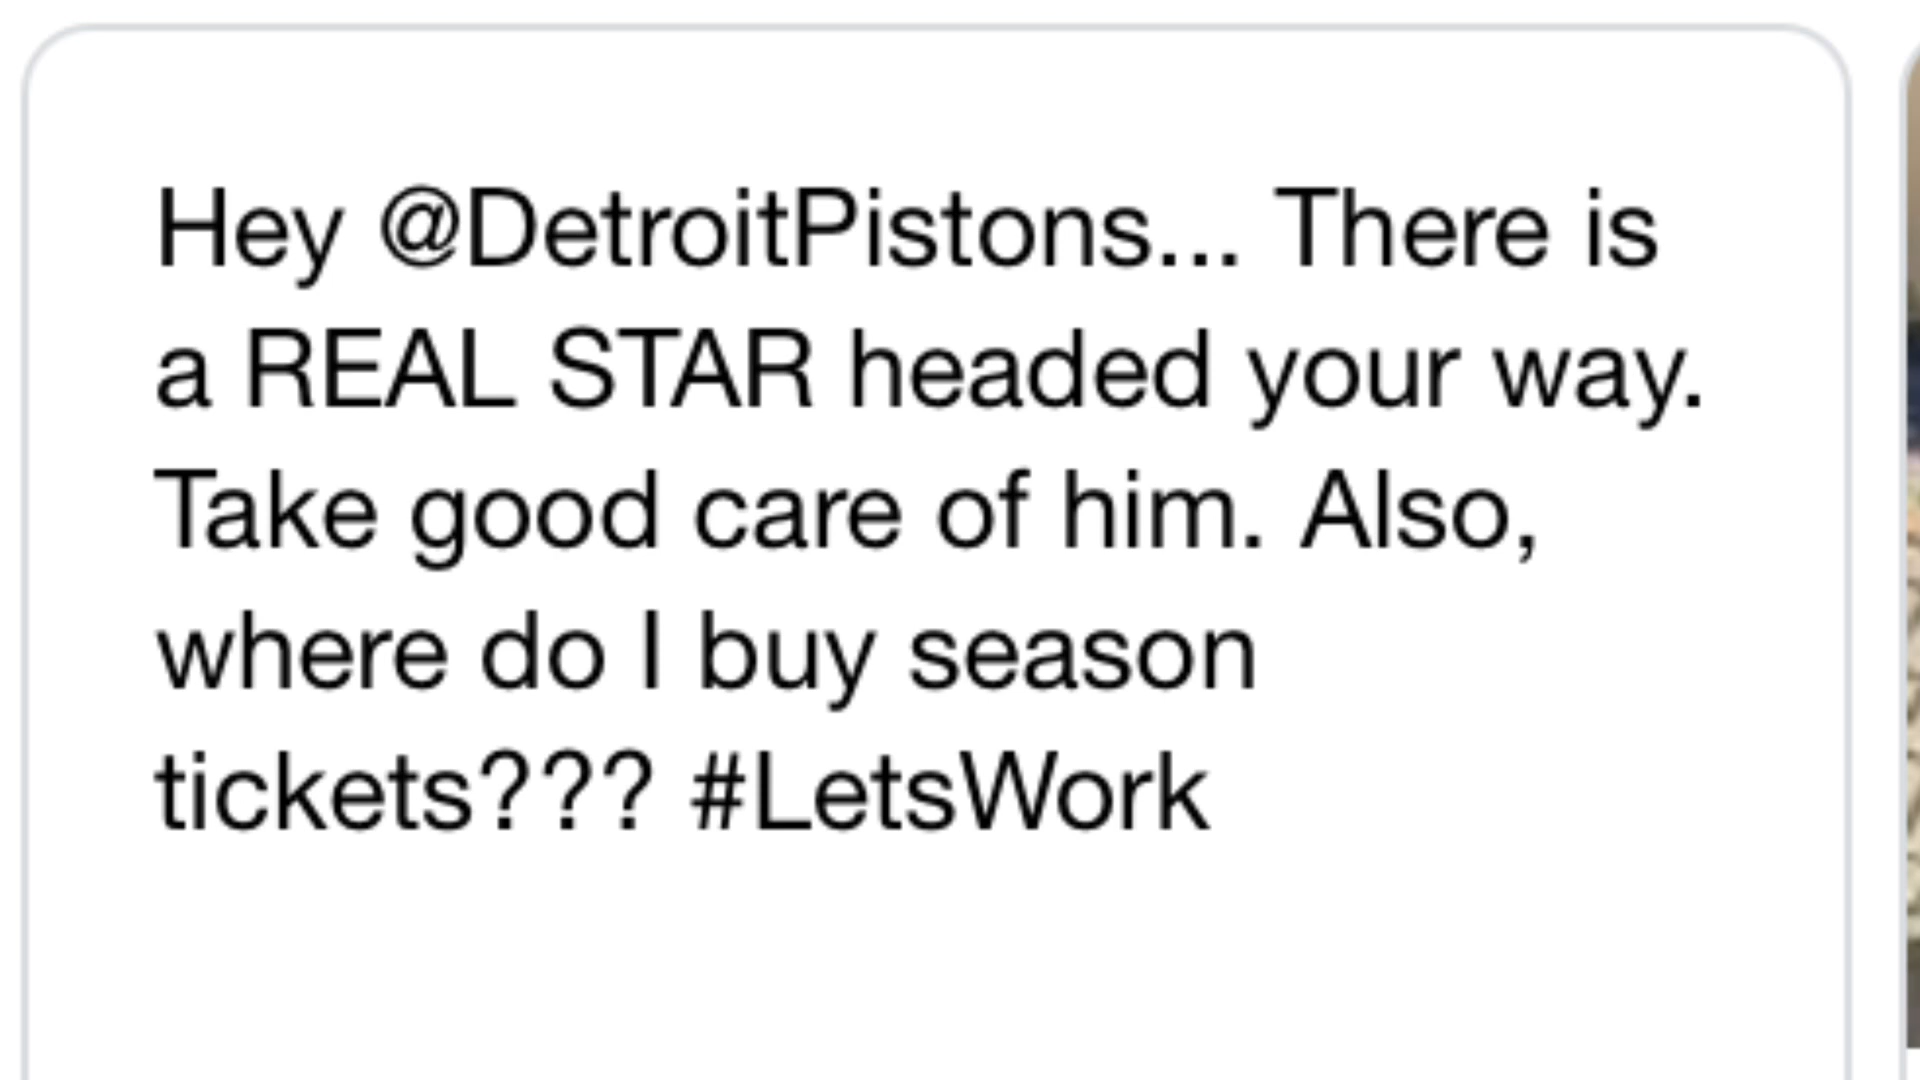 Hey @DetroitPistons... There is
a REAL STAR headed your way.
Take good care of him. Also,
where do I buy season
tickets??? #LetsWork